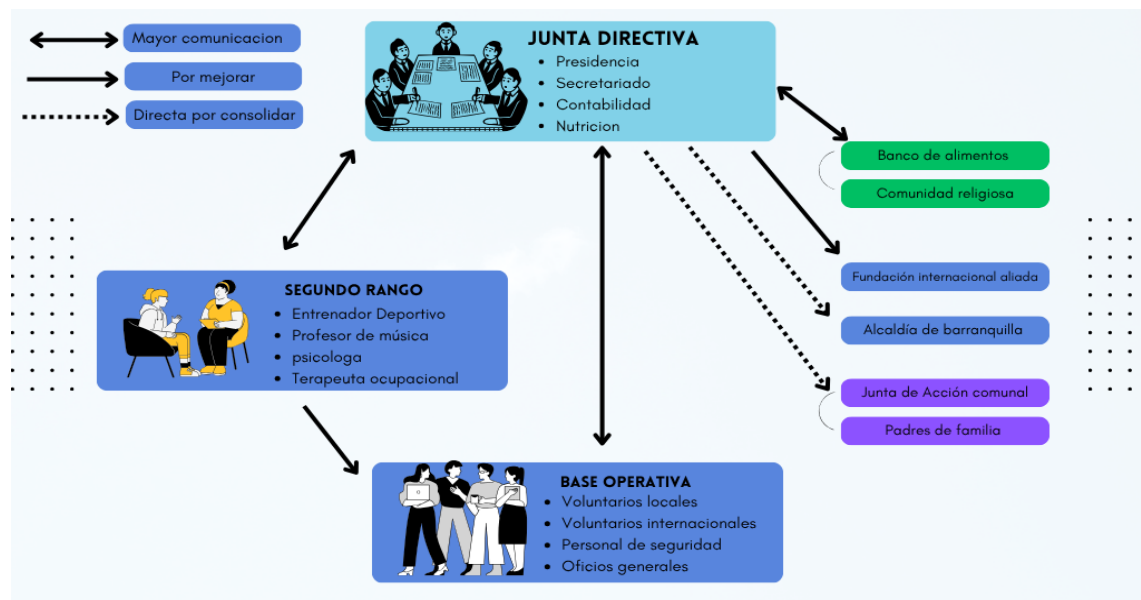 Mayor comunicacion
Por mejorar
Directa por consolidar
JUNTA DIRECTIVA
• Presidencia
• Secretariado
• Contabilidad
• Nutricion
Banco de alimentos
Comunidad religiosa
Fundación internacional aliada
Alcaldía de barranquilla
Junta de Acción comunal
Padres de familia
SEGUNDO RANGO
• Entrenador Deportivo
• Profesor de música
• psicologa
• Terapeuta ocupacional
BASE OPERATIVA
• Voluntarios locales
• Voluntarios internacionales
• Personal de seguridad
• Oficios generales